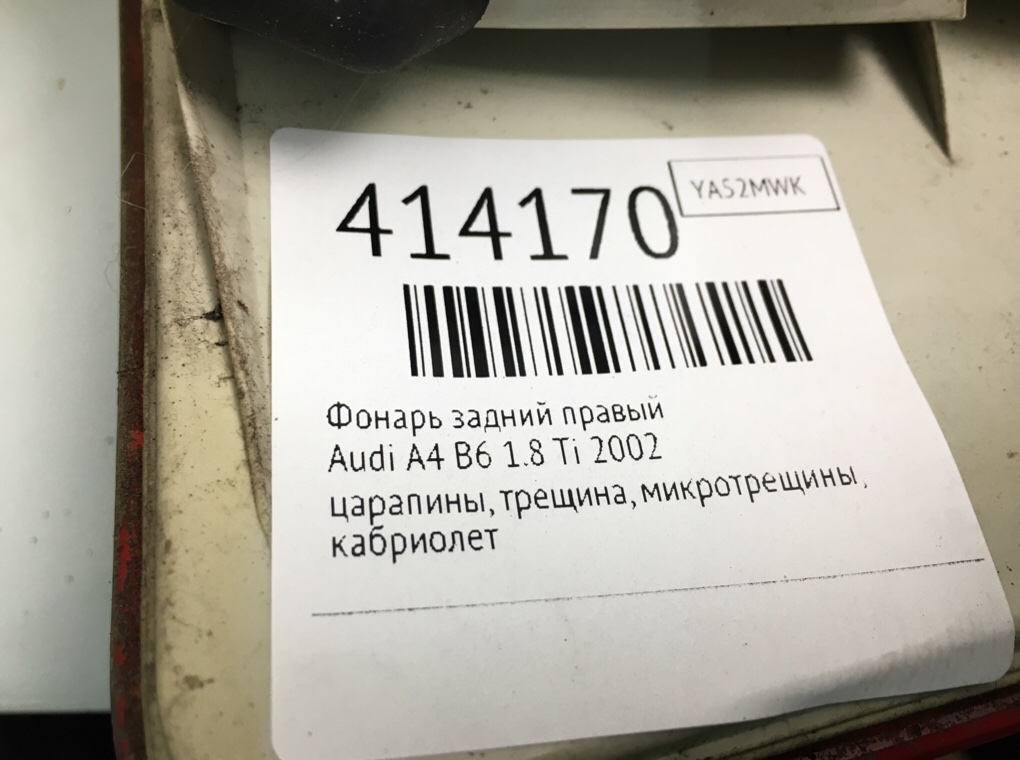 414170
YA52MWK
Фонарь задний правый
Audi A4 B6 1.8 Ti 2002
царапины, трещина, микротрещины,
кабриолет